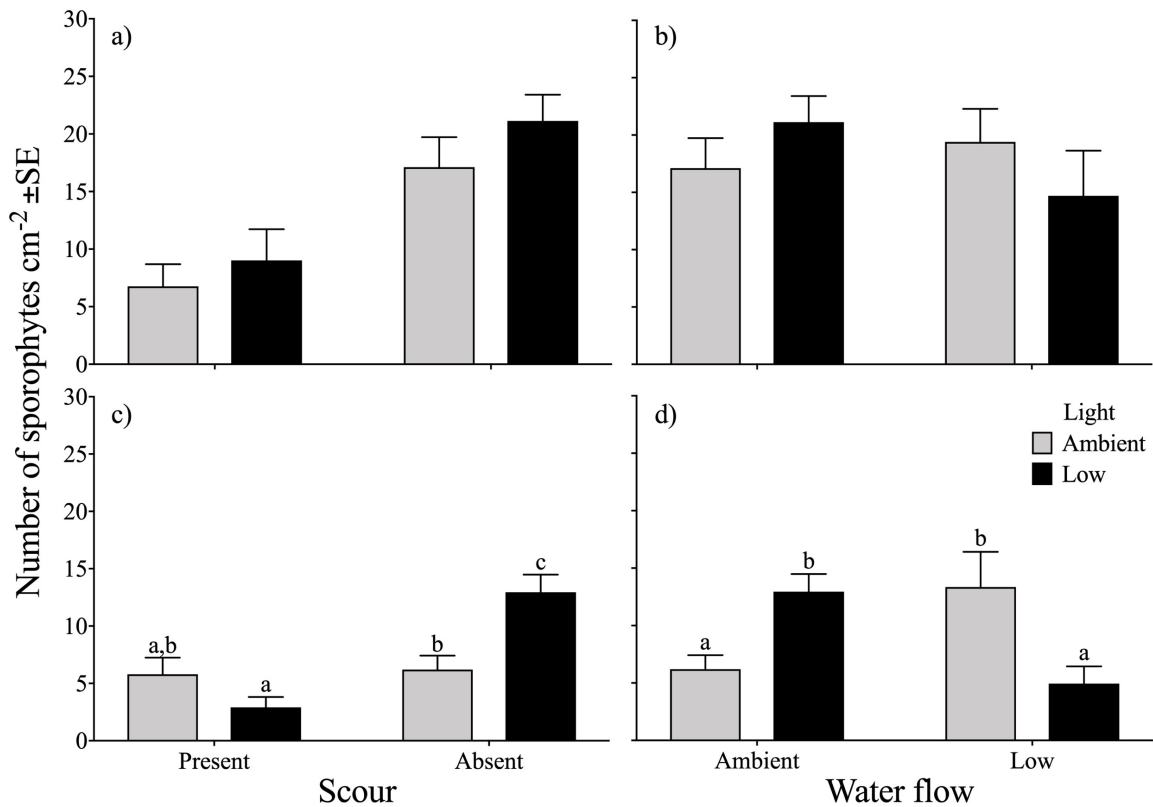 Number of sporophytes cm-2 ±SE
a)
30
25
20
15
10
5
0
b)
c)
30
25
20
15
10
5
0
a,b
a
b
c
Present
Absent
Scour
d)
Light
Ambient
Low
a
b
b
a
Ambient
Low
Water flow